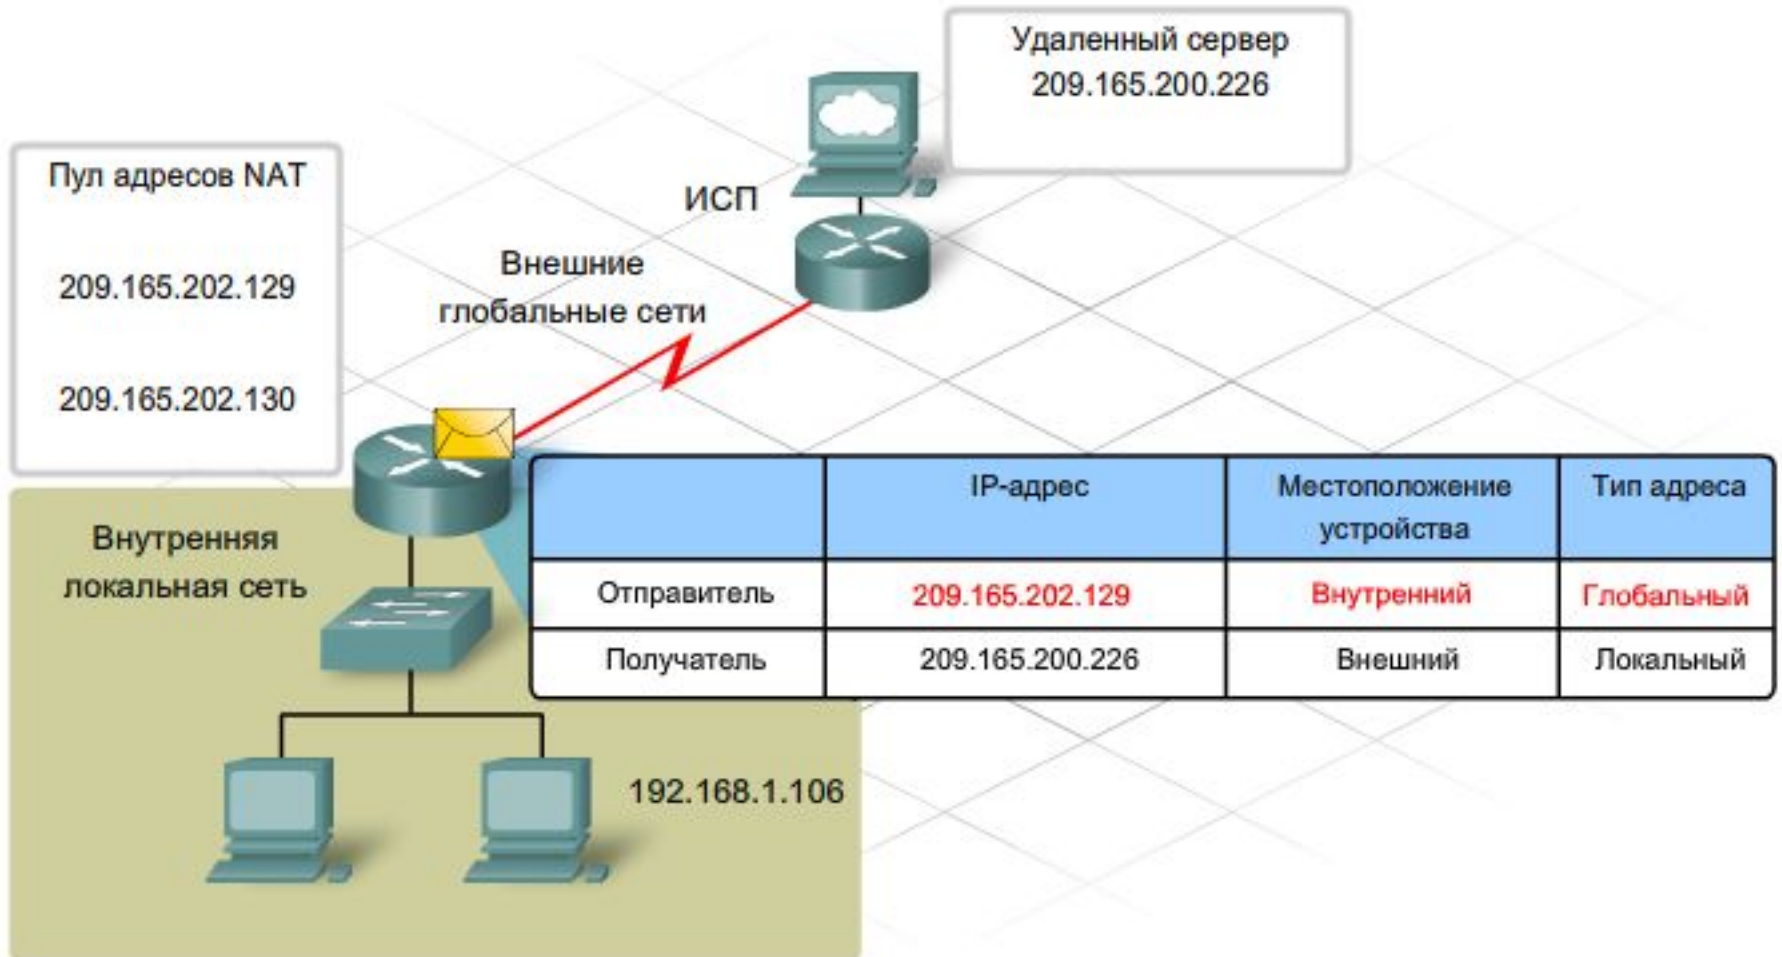 Удаленный сервер
209.165.200.226
Пул адресов NAT
209.165.202.129
209.165.202.130
ИСП
Внешние
глобальные сети
Внутренняя
локальная сеть
IP-адрес
Местоположение
устройства
Тип адреса
Отправитель
209.165.202.129
Внутренний
Глобальный
Получатель
209.165.200.226
Внешний
Локальный
192.168.1.106